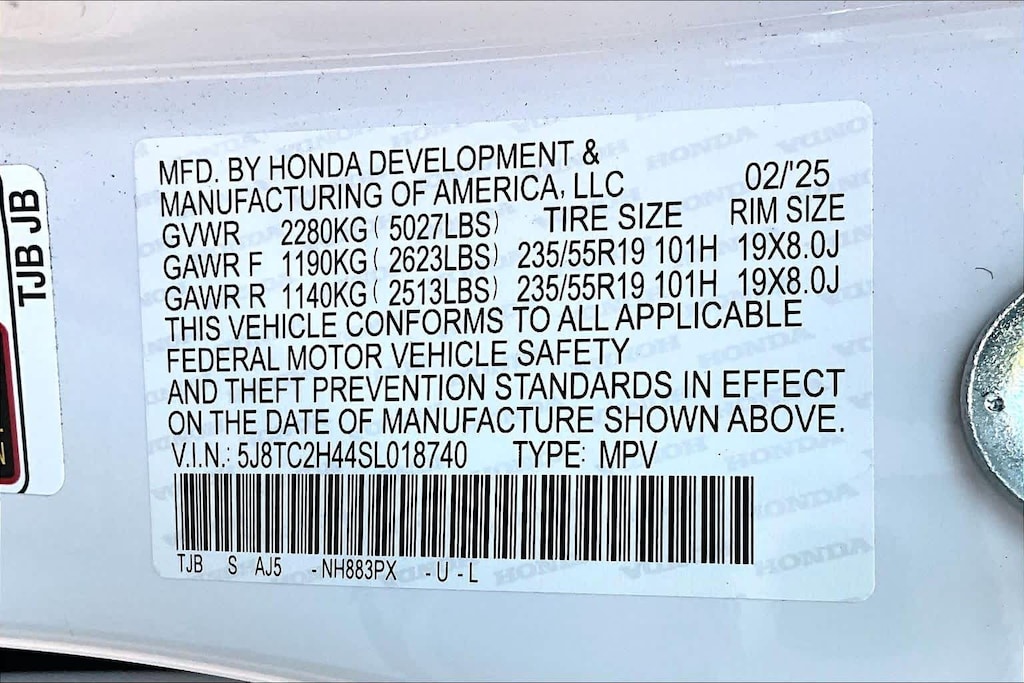 MFD. BY HONDA DEVELOPMENT &
MANUFACTURING OF AMERICA, LLC 02/'25
GVWR 2280KG ( 5027LBS) TIRE SIZE RIM SIZE
GAWR F 1190KG ( 2623LBS) 235/55R19 101H 19X8.0J
GAWR R 1140KG ( 2513LBS) 235/55R19 101H 19X8.0J
THIS VEHICLE CONFORMS TO ALL APPLICABLE
FEDERAL MOTOR VEHICLE SAFETY
AND THEFT PREVENTION STANDARDS IN EFFECT
ON THE DATE OF MANUFACTURE SHOWN ABOVE.
V.I.N.: 5J8TC2H44SL018740 TYPE: MPV
TJB S AJ5 - NH883PX - U - L
TJB JB